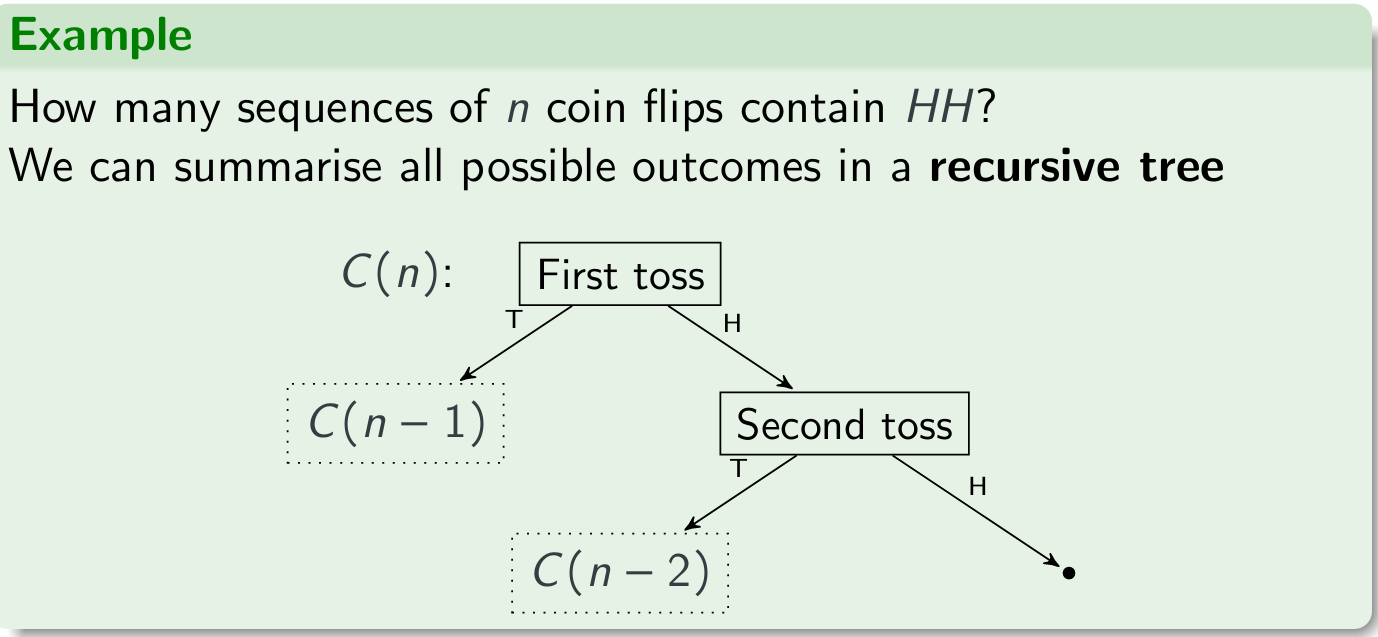 Example
How many sequences of n coin flips contain HH?
We can summarise all possible outcomes in a recursive tree
C(n):
First toss
T
H
C(n − 1)
Second toss
T
H
C(n − 2)